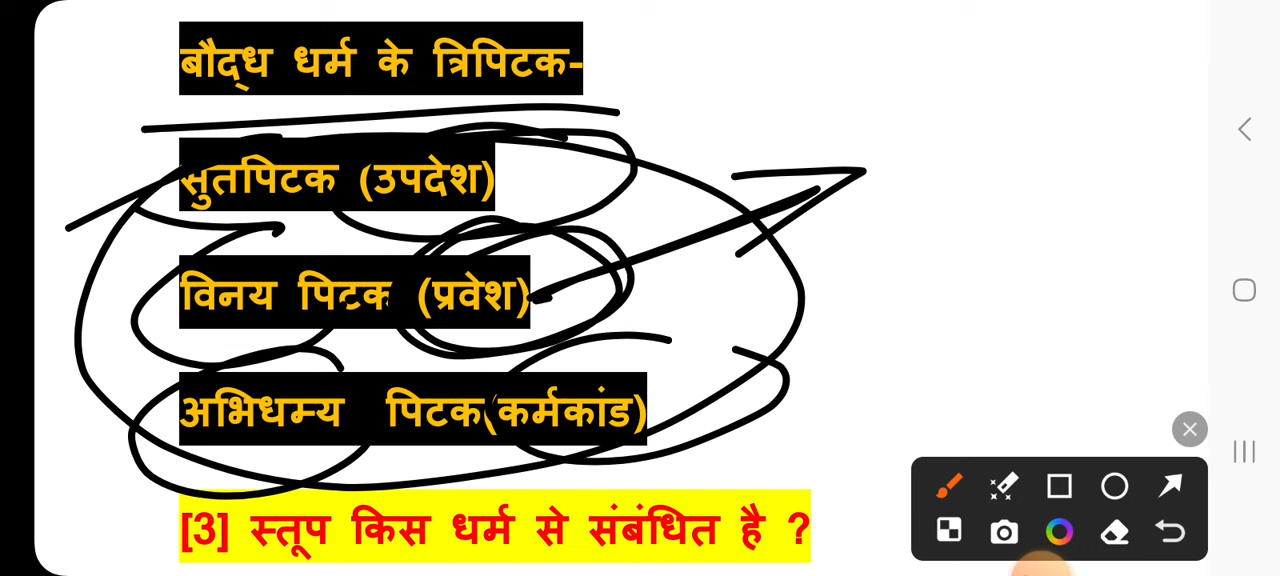 बौद्ध धर्म के त्रिपिटक-
सुतपिटक (उपदेश)
विनय पिटक (प्रवेश)
अभिधम्य पिटक(कर्मकांड)
[3] स्तूप किस धर्म से संबंधित है ?